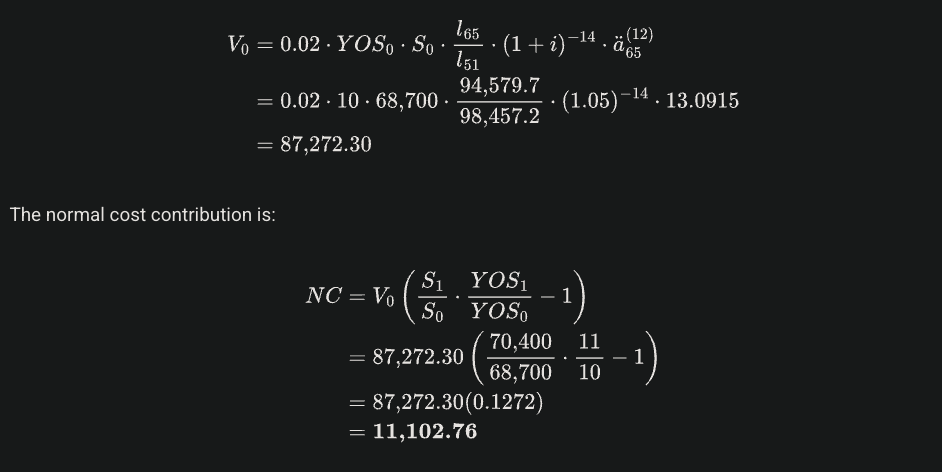 V₀ = 0.02 · YOS₀ · S₀ · l₆₅/l₅₁ · (1 + i)⁻¹⁴ · ä₆₅⁽¹²⁾
= 0.02 · 10 · 68,700 · 94,579.7/98,457.2 · (1.05)⁻¹⁴ · 13.0915
= 87,272.30
The normal cost contribution is:
NC = V₀ (S₁/S₀ · YOS₁/YOS₀ − 1)
= 87,272.30 (70,400/68,700 · 11/10 − 1)
= 87,272.30(0.1272)
= 11,102.76